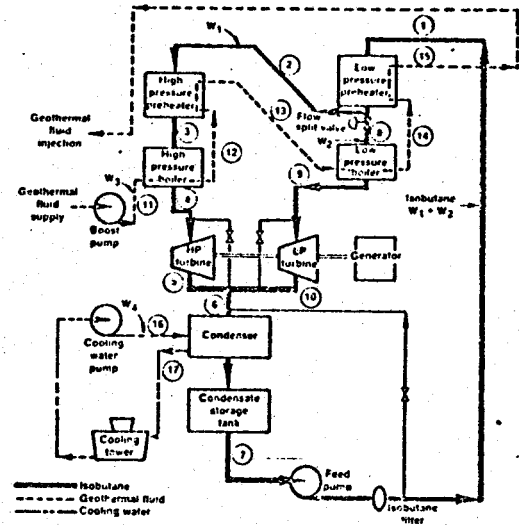 W₁
1
2
15
High
pressure
preheater
Low
pressure
preheater
13
Flow
split valve
Geothermal
fluid
injection
3
12
W₂
8
14
High
pressure
boiler
Low
pressure
boiler
9
W₃
Geothermal
fluid supply
11
4
Boost
pump
Isobutane
W₁ + W₂
HP
turbine
LP
turbine
Generator
5
10
6
W₄
16
Cooling
water
pump
Condensor
17
Condensate
storage
tank
Cooling
tower
7
Feed
pump
Isobutane
filter
Isobutane
Geothermal fluid
Cooling water